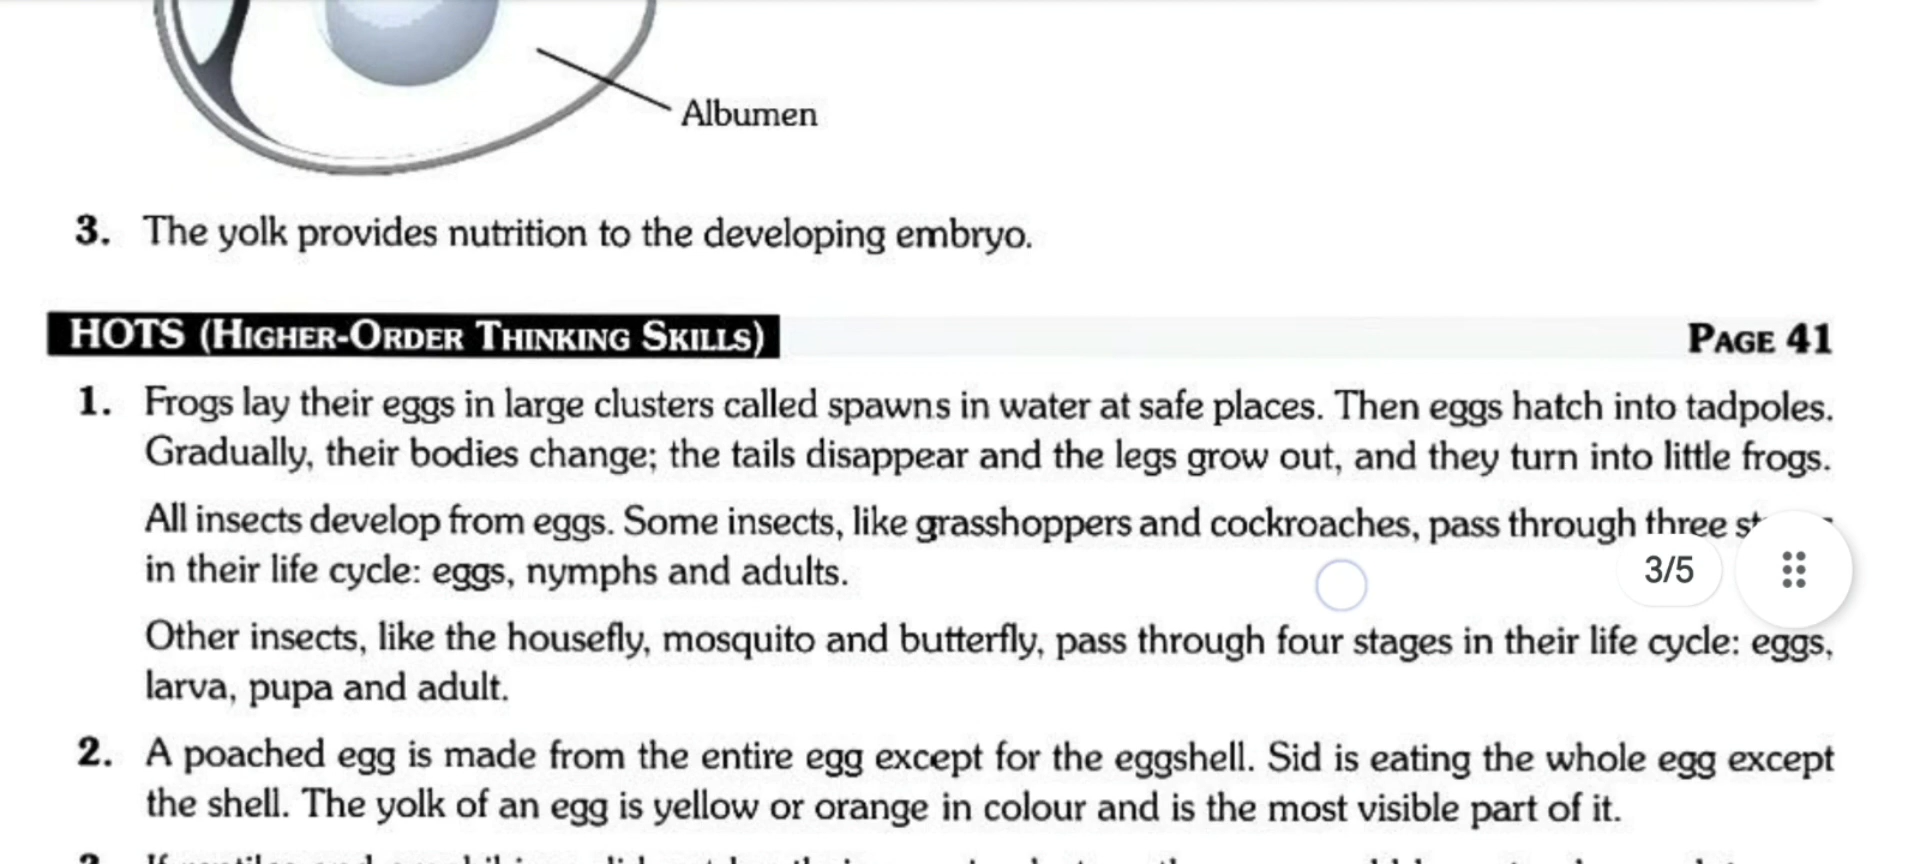 Albumen
3. The yolk provides nutrition to the developing embryo.
HOTS (HIGHER-ORDER THINKING SKILLS) PAGE 41
1. Frogs lay their eggs in large clusters called spawns in water at safe places. Then eggs hatch into tadpoles.
Gradually, their bodies change; the tails disappear and the legs grow out, and they turn into little frogs.
All insects develop from eggs. Some insects, like grasshoppers and cockroaches, pass through three
in their life cycle: eggs, nymphs and adults.
3/5
Other insects, like the housefly, mosquito and butterfly, pass through four stages in their life cycle: eggs,
larva, pupa and adult.
2. A poached egg is made from the entire egg except for the eggshell. Sid is eating the whole egg except
the shell. The yolk of an egg is yellow or orange in colour and is the most visible part of it.